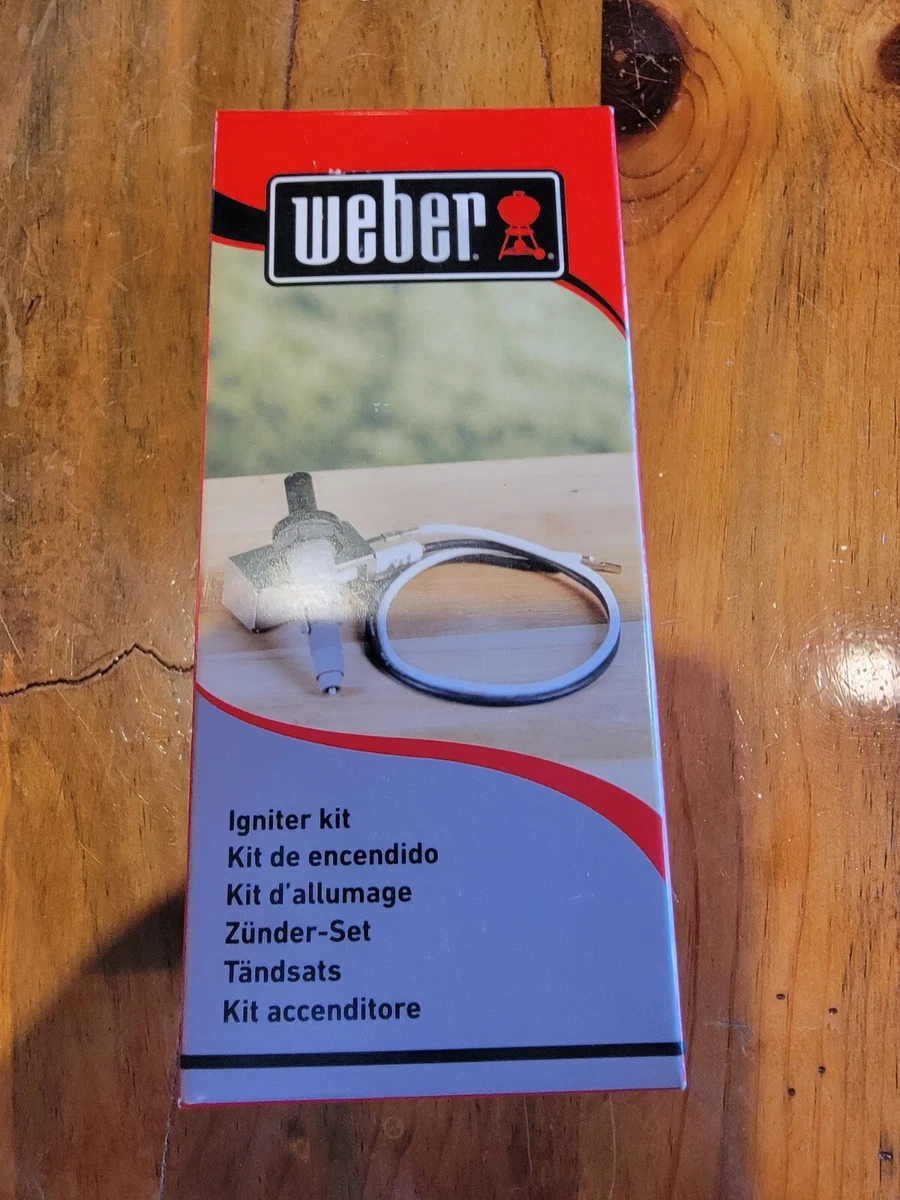 weber
Igniter kit
Kit de encendido
Kit d'allumage
Zünder-Set
Tändsats
Kit accenditore